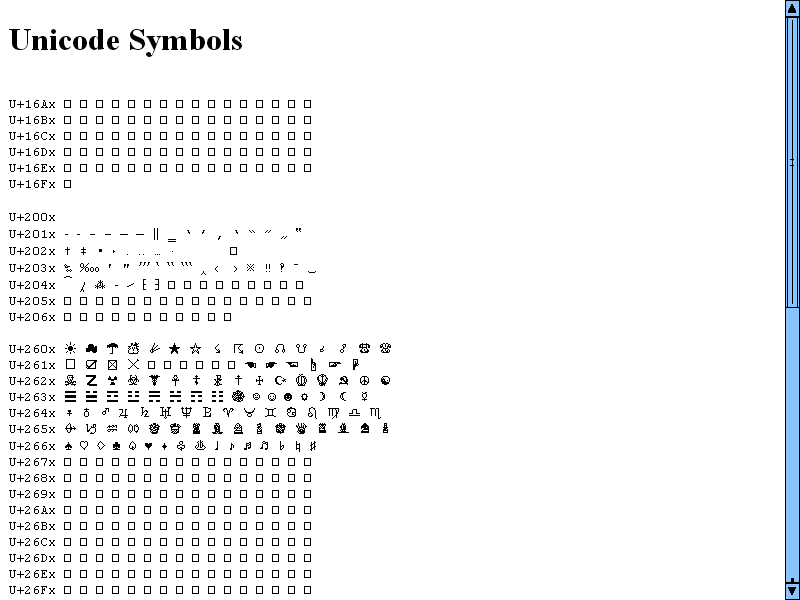 Unicode Symbols
U+16Ax □ □ □ □ □ □ □ □ □ □ □ □ □ □ □ □
U+16Bx □ □ □ □ □ □ □ □ □ □ □ □ □ □ □ □
U+16Cx □ □ □ □ □ □ □ □ □ □ □ □ □ □ □ □
U+16Dx □ □ □ □ □ □ □ □ □ □ □ □ □ □ □ □
U+16Ex □ □ □ □ □ □ □ □ □ □ □ □ □ □ □ □
U+16Fx □
U+200x
U+201x ‐ ‑ ‒ – — ― ‖ ‗ ‘ ’ ‚ ‛ “ ” „ ‟
U+202x † ‡ • ‣ ․ ‥ … ‧ □
U+203x ‰ ‱ ′ ″ ‴ ‵ ‶ ‷ ‸ ‹ › ※ ‼ ‽ ‾ ‿
U+204x ⁀ ⁁ ⁂ ⁃ ⁄ ⁅ ⁆ □ □ □ □ □ □ □ □ □
U+205x □ □ □ □ □ □ □ □ □ □ □ □ □ □ □ □
U+206x □ □ □ □ □ □ □ □ □ □ □
U+260x ☀ ☁ ☂ ☃ ☄ ★ ☆ ☇ ☈ ☉ ☊ ☋ ☌ ☍ ☎ ☏
U+261x ☐ ☑ ☒ ☓ □ □ □ □ □ □ ☚ ☛ ☜ ☝ ☞ ☟
U+262x ☠ ☡ ☢ ☣ ☤ ☥ ☦ ☧ ☨ ☩ ☪ ☫ ☬ ☭ ☮ ☯
U+263x ☰ ☱ ☲ ☳ ☴ ☵ ☶ ☷ ☸ ☹ ☺ ☻ ☼ ☽ ☾ ☿
U+264x ♀ ♁ ♂ ♃ ♄ ♅ ♆ ♇ ♈ ♉ ♊ ♋ ♌ ♍ ♎ ♏
U+265x ♐ ♑ ♒ ♓ ♔ ♕ ♖ ♗ ♘ ♙ ♚ ♛ ♜ ♝ ♞ ♟
U+266x ♠ ♡ ♢ ♣ ♤ ♥ ♦ ♧ ♨ ♩ ♪ ♫ ♬ ♭ ♮ ♯
U+267x □ □ □ □ □ □ □ □ □ □ □ □ □ □ □ □
U+268x □ □ □ □ □ □ □ □ □ □ □ □ □ □ □ □
U+269x □ □ □ □ □ □ □ □ □ □ □ □ □ □ □ □
U+26Ax □ □ □ □ □ □ □ □ □ □ □ □ □ □ □ □
U+26Bx □ □ □ □ □ □ □ □ □ □ □ □ □ □ □ □
U+26Cx □ □ □ □ □ □ □ □ □ □ □ □ □ □ □ □
U+26Dx □ □ □ □ □ □ □ □ □ □ □ □ □ □ □ □
U+26Ex □ □ □ □ □ □ □ □ □ □ □ □ □ □ □ □
U+26Fx □ □ □ □ □ □ □ □ □ □ □ □ □ □ □ □